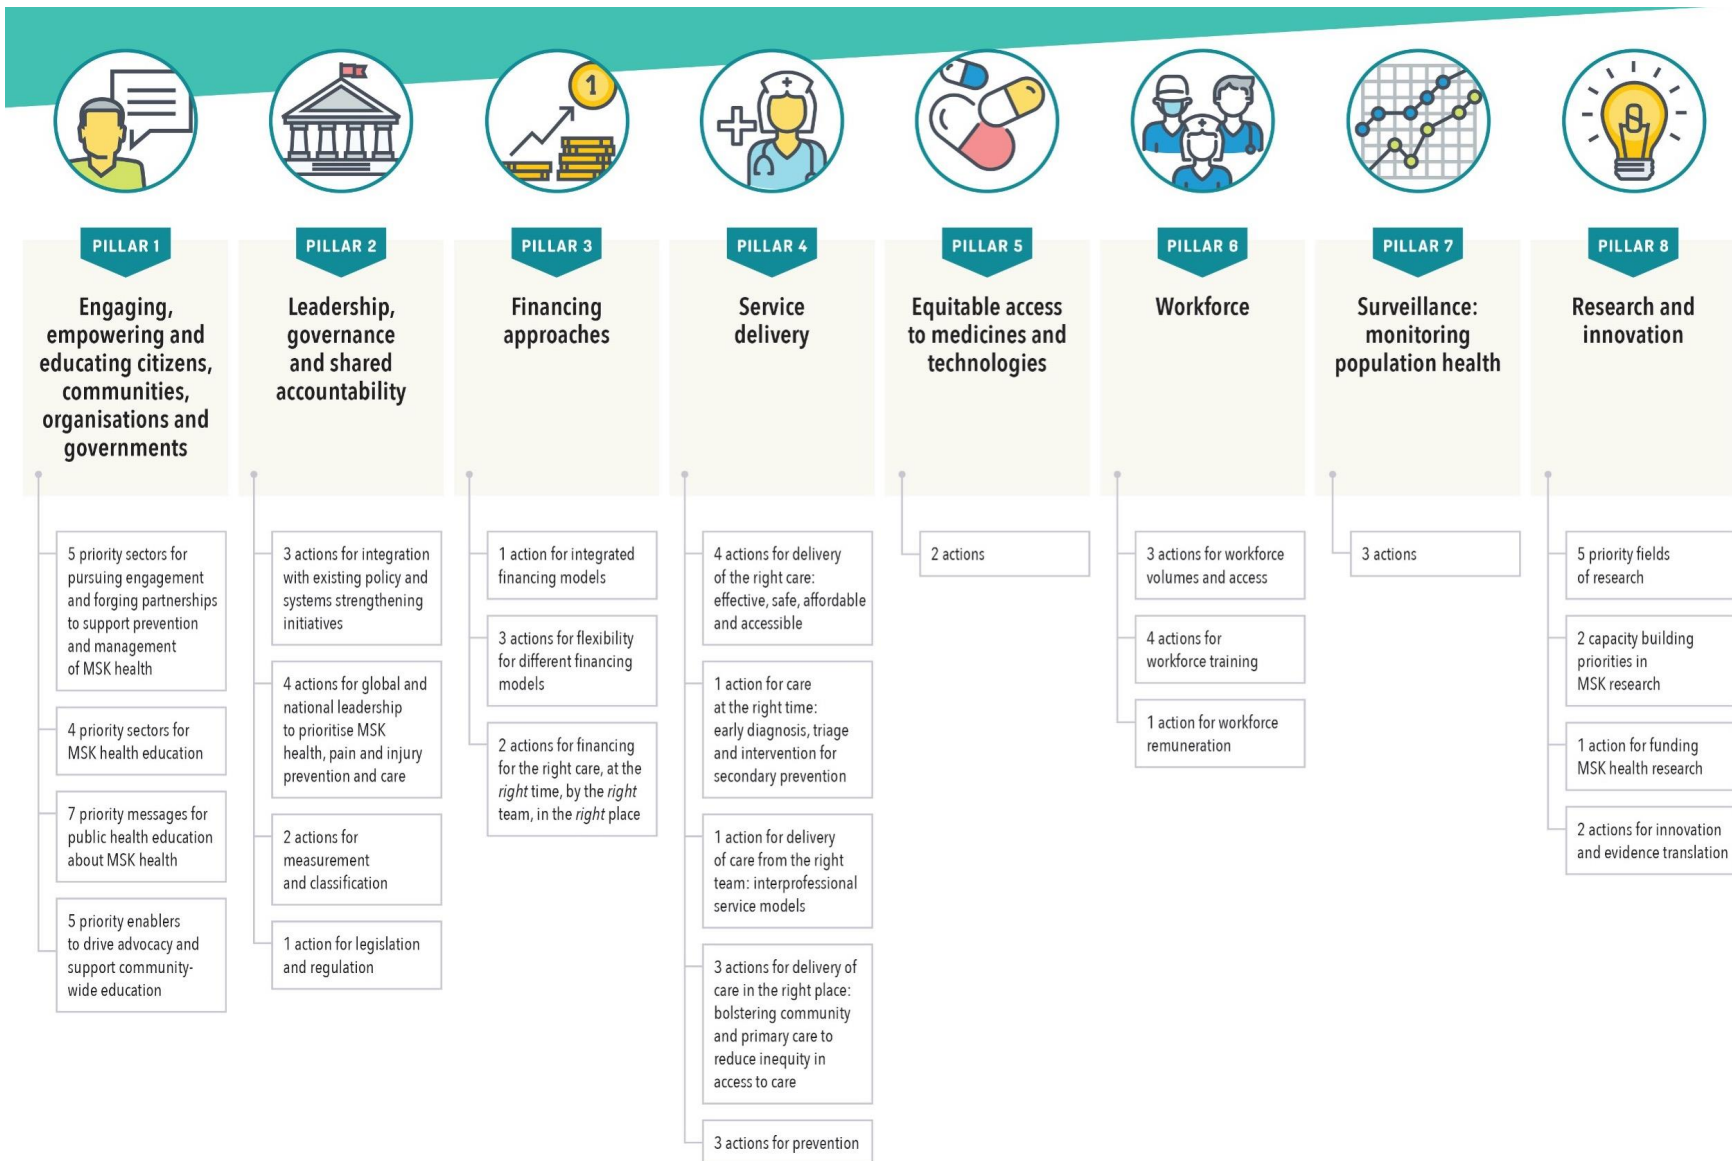 1
PILLAR 1
Engaging,
empowering and
educating citizens,
communities,
organisations and
governments
5 priority sectors for
pursuing engagement
and forging partnerships
to support prevention
and management
of MSK health
4 priority sectors for
MSK health education
7 priority messages for
public health education
about MSK health
5 priority enablers
to drive advocacy and
support community-
wide education
PILLAR 2
Leadership,
governance
and shared
accountability
3 actions for integration
with existing policy and
systems strengthening
initiatives
4 actions for global and
national leadership
to prioritise MSK
health, pain and injury
prevention and care
2 actions for
measurement
and classification
1 action for legislation
and regulation
PILLAR 3
Financing
approaches
1 action for integrated
financing models
3 actions for flexibility
for different financing
models
2 actions for financing
for the right care, at the
right time, by the right
team, in the right place
PILLAR 4
Service
delivery
4 actions for delivery
of the right care:
effective, safe, affordable
and accessible
1 action for care
at the right time:
early diagnosis, triage
and intervention for
secondary prevention
1 action for delivery
of care from the right
team: interprofessional
service models
3 actions for delivery of
care in the right place:
bolstering community
and primary care to
reduce inequity in
access to care
3 actions for prevention
PILLAR 5
Equitable access
to medicines and
technologies
2 actions
PILLAR 6
Workforce
3 actions for workforce
volumes and access
4 actions for
workforce training
1 action for workforce
remuneration
PILLAR 7
Surveillance:
monitoring
population health
3 actions
PILLAR 8
Research and
innovation
5 priority fields
of research
2 capacity building
priorities in
MSK research
1 action for funding
MSK health research
2 actions for innovation
and evidence translation